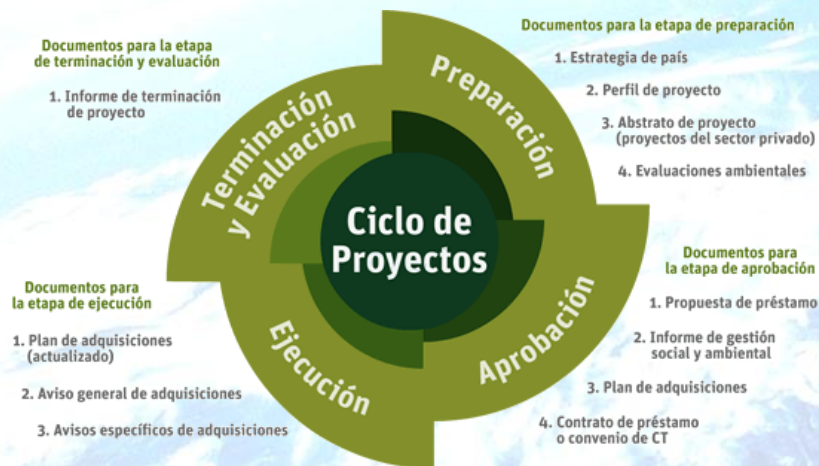 Ciclo de
Proyectos
Preparación
Documentos para la etapa de preparación
1. Estrategia de país
2. Perfil de proyecto
3. Abstrato de proyecto
(proyectos del sector privado)
4. Evaluaciones ambientales
Aprobación
Documentos para
la etapa de aprobación
1. Propuesta de préstamo
2. Informe de gestión
social y ambiental
3. Plan de adquisiciones
4. Contrato de préstamo
o convenio de CT
Ejecución
Documentos para
la etapa de ejecución
1. Plan de adquisiciones
(actualizado)
2. Aviso general de adquisiciones
3. Avisos específicos de adquisiciones
Terminación
y Evaluación
Documentos para la etapa
de terminación y evaluación
1. Informe de terminación
de proyecto